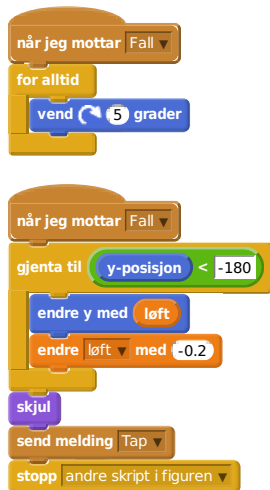 når jeg mottar Fall
for alltid
vend 5 grader
når jeg mottar Fall
gjenta til y-posisjon < -180
endre y med løft
endre løft med -0.2
skjul
send melding Tap
stopp andre skript i figuren